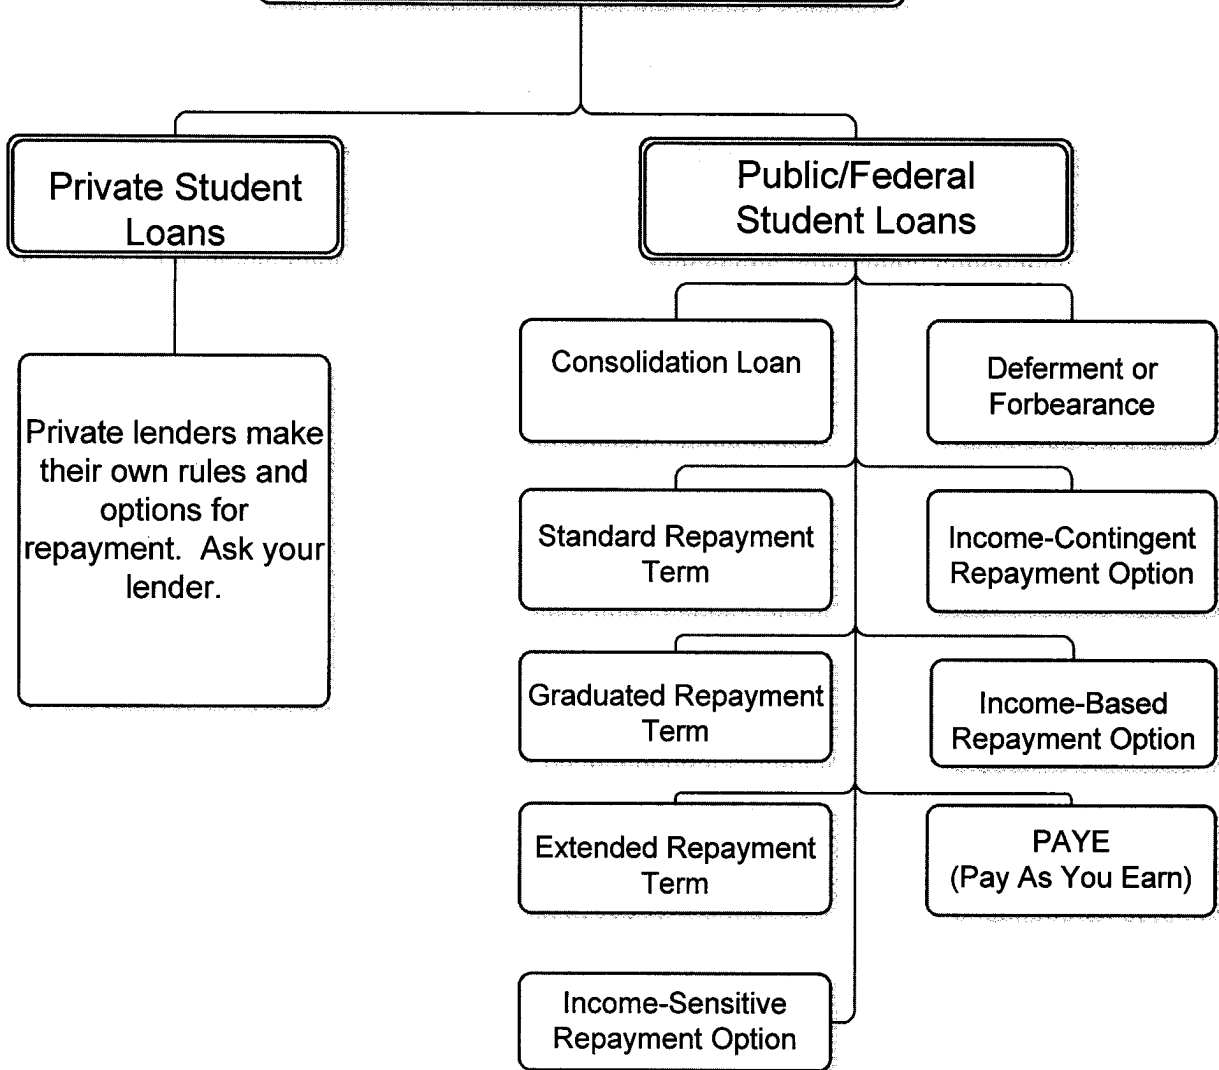 Private Student
Loans
Public/Federal
Student Loans
Private lenders make
their own rules and
options for
repayment.  Ask your
lender.
Consolidation Loan
Deferment or
Forbearance
Standard Repayment
Term
Income-Contingent
Repayment Option
Graduated Repayment
Term
Income-Based
Repayment Option
Extended Repayment
Term
PAYE
(Pay As You Earn)
Income-Sensitive
Repayment Option